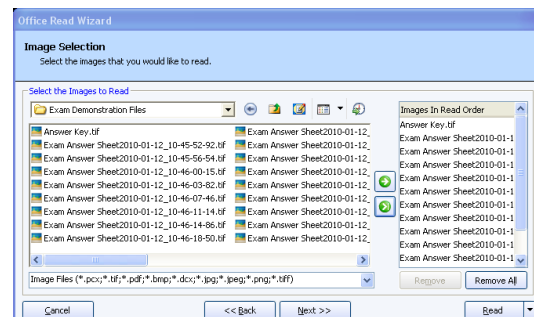 Office Read Wizard
Image Selection
Select the images that you would like to read.
Select the Images to Read
Exam Demonstration Files
Answer Key.tif
Exam Answer Sheet2010-01-12_10-45-52-92.tif
Exam Answer Sheet2010-01-12_10-45-56-54.tif
Exam Answer Sheet2010-01-12_10-46-00-15.tif
Exam Answer Sheet2010-01-12_10-46-03-82.tif
Exam Answer Sheet2010-01-12_10-46-07-46.tif
Exam Answer Sheet2010-01-12_10-46-11-14.tif
Exam Answer Sheet2010-01-12_10-46-14-86.tif
Exam Answer Sheet2010-01-12_10-46-18-50.tif
Exam Answer Sheet2010-01-12_
Exam Answer Sheet2010-01-12_
Exam Answer Sheet2010-01-12_
Exam Answer Sheet2010-01-12_
Exam Answer Sheet2010-01-12_
Exam Answer Sheet2010-01-12_
Exam Answer Sheet2010-01-12_
Exam Answer Sheet2010-01-12_
Exam Answer Sheet2010-01-12_
Images In Read Order
Answer Key.tif
Exam Answer Sheet2010-01-1
Exam Answer Sheet2010-01-1
Exam Answer Sheet2010-01-1
Exam Answer Sheet2010-01-1
Exam Answer Sheet2010-01-1
Exam Answer Sheet2010-01-1
Exam Answer Sheet2010-01-1
Exam Answer Sheet2010-01-1
Exam Answer Sheet2010-01-1
Exam Answer Sheet2010-01-1
Image Files (*.pcx;*.tif;*.pdf;*.bmp;*.dcx;*.jpg;*.jpeg;*.png;*.tiff)
Remove
Remove All
Cancel
<< Back
Next >>
Read